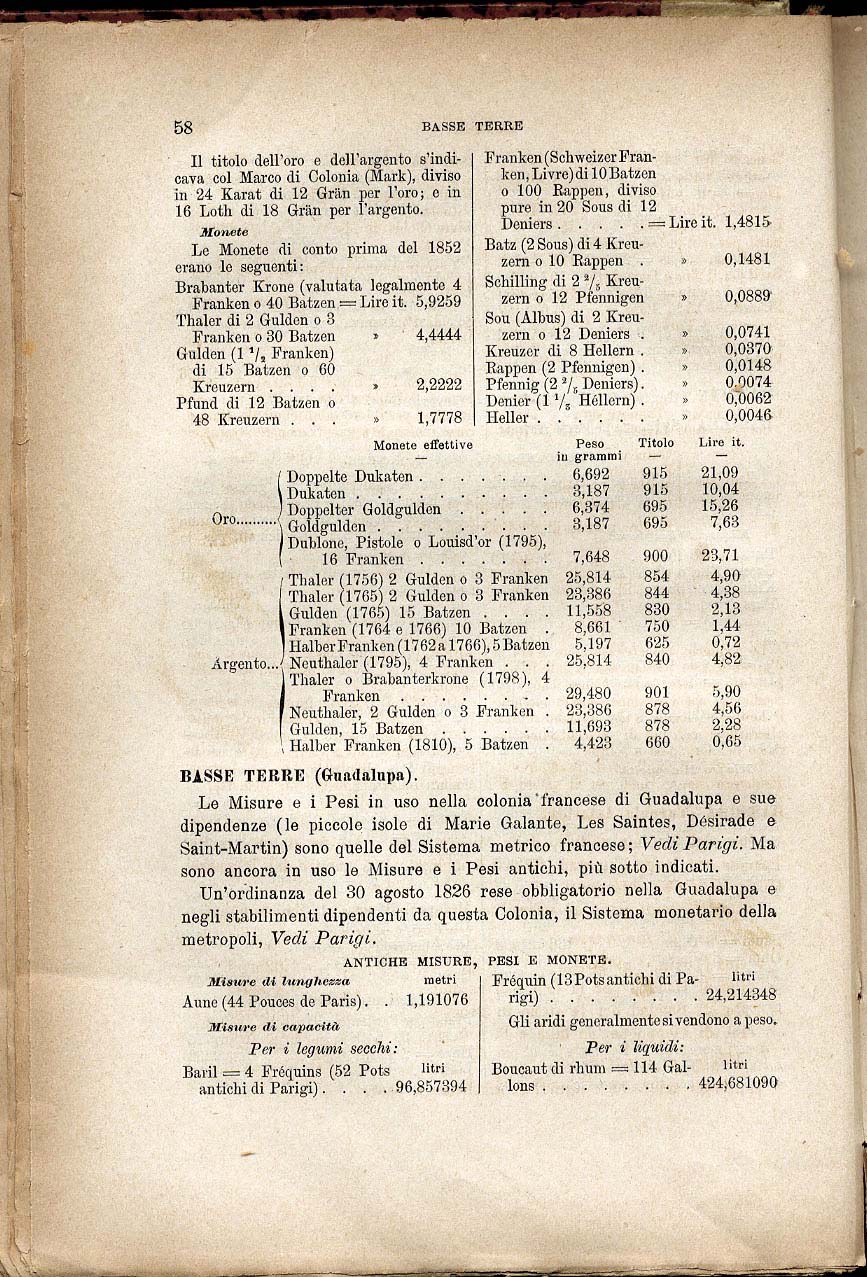 58
BASSE TERRE
Il titolo dell'oro e dell'argento s'indi-
cava col Marco di Colonia (Mark), diviso
in 24 Karat di 12 Grän per l'oro; e in
16 Loth di 18 Grän per l'argento.
Monete
Le Monete di conto prima del 1852
erano le seguenti:
Brabanter Krone (valutata legalmente 4
Franken o 40 Batzen = Lire it. 5,9259
Thaler di 2 Gulden o 3
Franken o 30 Batzen » 4,4444
Gulden (1 1/2 Franken)
di 15 Batzen o 60
Kreuzern . . . . » 2,2222
Pfund di 12 Batzen o
48 Kreuzern . . . » 1,7778
Franken (Schweizer Fran-
ken, Livre) di 10 Batzen
o 100 Rappen, diviso
pure in 20 Sous di 12
Deniers . . . . . = Lire it. 1,4815
Batz (2 Sous) di 4 Kreu-
zern o 10 Rappen . » 0,1481
Schilling di 2 2/5 Kreu-
zern o 12 Pfennigen » 0,0889
Sou (Albus) di 2 Kreu-
zern o 12 Deniers . » 0,0741
Kreuzer di 8 Hellern . » 0,0370
Rappen (2 Pfennigen) . » 0,0148
Pfennig (2 2/5 Deniers) . » 0,0074
Denier (1 1/3 Héllern) . » 0,0062
Heller . . . . . . » 0,0046
Monete effettive Peso Titolo Lire it.
— in grammi — —
Doppelte Dukaten . . . . . . . 6,692 915 21,09
Dukaten . . . . . . . . . . 3,187 915 10,04
Doppelter Goldgulden . . . . . 6,374 695 15,26
Oro..........
Goldgulden . . . . . . . . . 3,187 695 7,63
Dublone, Pistole o Louisd'or (1795),
16 Franken . . . . . . . 7,648 900 23,71
Thaler (1756) 2 Gulden o 3 Franken 25,814 854 4,90
Thaler (1765) 2 Gulden o 3 Franken 23,386 844 4,38
Gulden (1765) 15 Batzen . . . . 11,558 830 2,13
Franken (1764 e 1766) 10 Batzen . 8,661 750 1,44
Halber Franken (1762 a 1766), 5 Batzen 5,197 625 0,72
Argento... Neuthaler (1795), 4 Franken . . . 25,814 840 4,82
Thaler o Brabanterkrone (1798), 4
Franken . . . . . . . . 29,480 901 5,90
Neuthaler, 2 Gulden o 3 Franken . 23,386 878 4,56
Gulden, 15 Batzen . . . . . . 11,693 878 2,28
Halber Franken (1810), 5 Batzen . 4,423 660 0,65
BASSE TERRE (Guadalupa).
Le Misure e i Pesi in uso nella colonia francese di Guadalupa e sue
dipendenze (le piccole isole di Marie Galante, Les Saintes, Désirade e
Saint-Martin) sono quelle del Sistema metrico francese; Vedi Parigi. Ma
sono ancora in uso le Misure e i Pesi antichi, più sotto indicati.
Un'ordinanza del 30 agosto 1826 rese obbligatorio nella Guadalupa e
negli stabilimenti dipendenti da questa Colonia, il Sistema monetario della
metropoli, Vedi Parigi.
ANTICHE MISURE, PESI E MONETE.
Misure di lunghezza metri
Aune (44 Pouces de Paris) . . 1,191076
Misure di capacità
Per i legumi secchi:
Baril = 4 Fréquins (52 Pots litri
antichi di Parigi) . . . . 96,857394
Fréquin (13 Pots antichi di Pa- litri
rigi) . . . . . . . . 24,214348
Gli aridi generalmente si vendono a peso.
Per i liquidi:
Boucaut di rhum = 114 Gal- litri
lons . . . . . . . . 424,681090